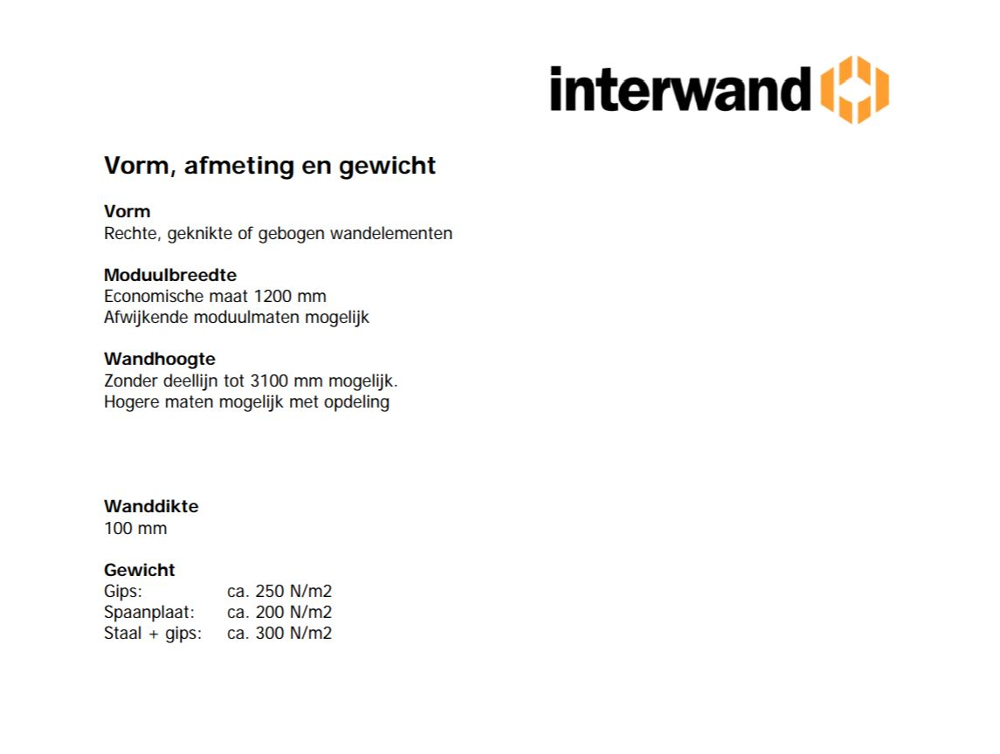 interwand
Vorm, afmeting en gewicht
Vorm
Rechte, geknikte of gebogen wandelementen
Moduulbreedte
Economische maat 1200 mm
Afwijkende moduulmaten mogelijk
Wandhoogte
Zonder deellijn tot 3100 mm mogelijk.
Hogere maten mogelijk met opdeling
Wanddikte
100 mm
Gewicht
Gips: ca. 250 N/m2
Spaanplaat: ca. 200 N/m2
Staal + gips: ca. 300 N/m2